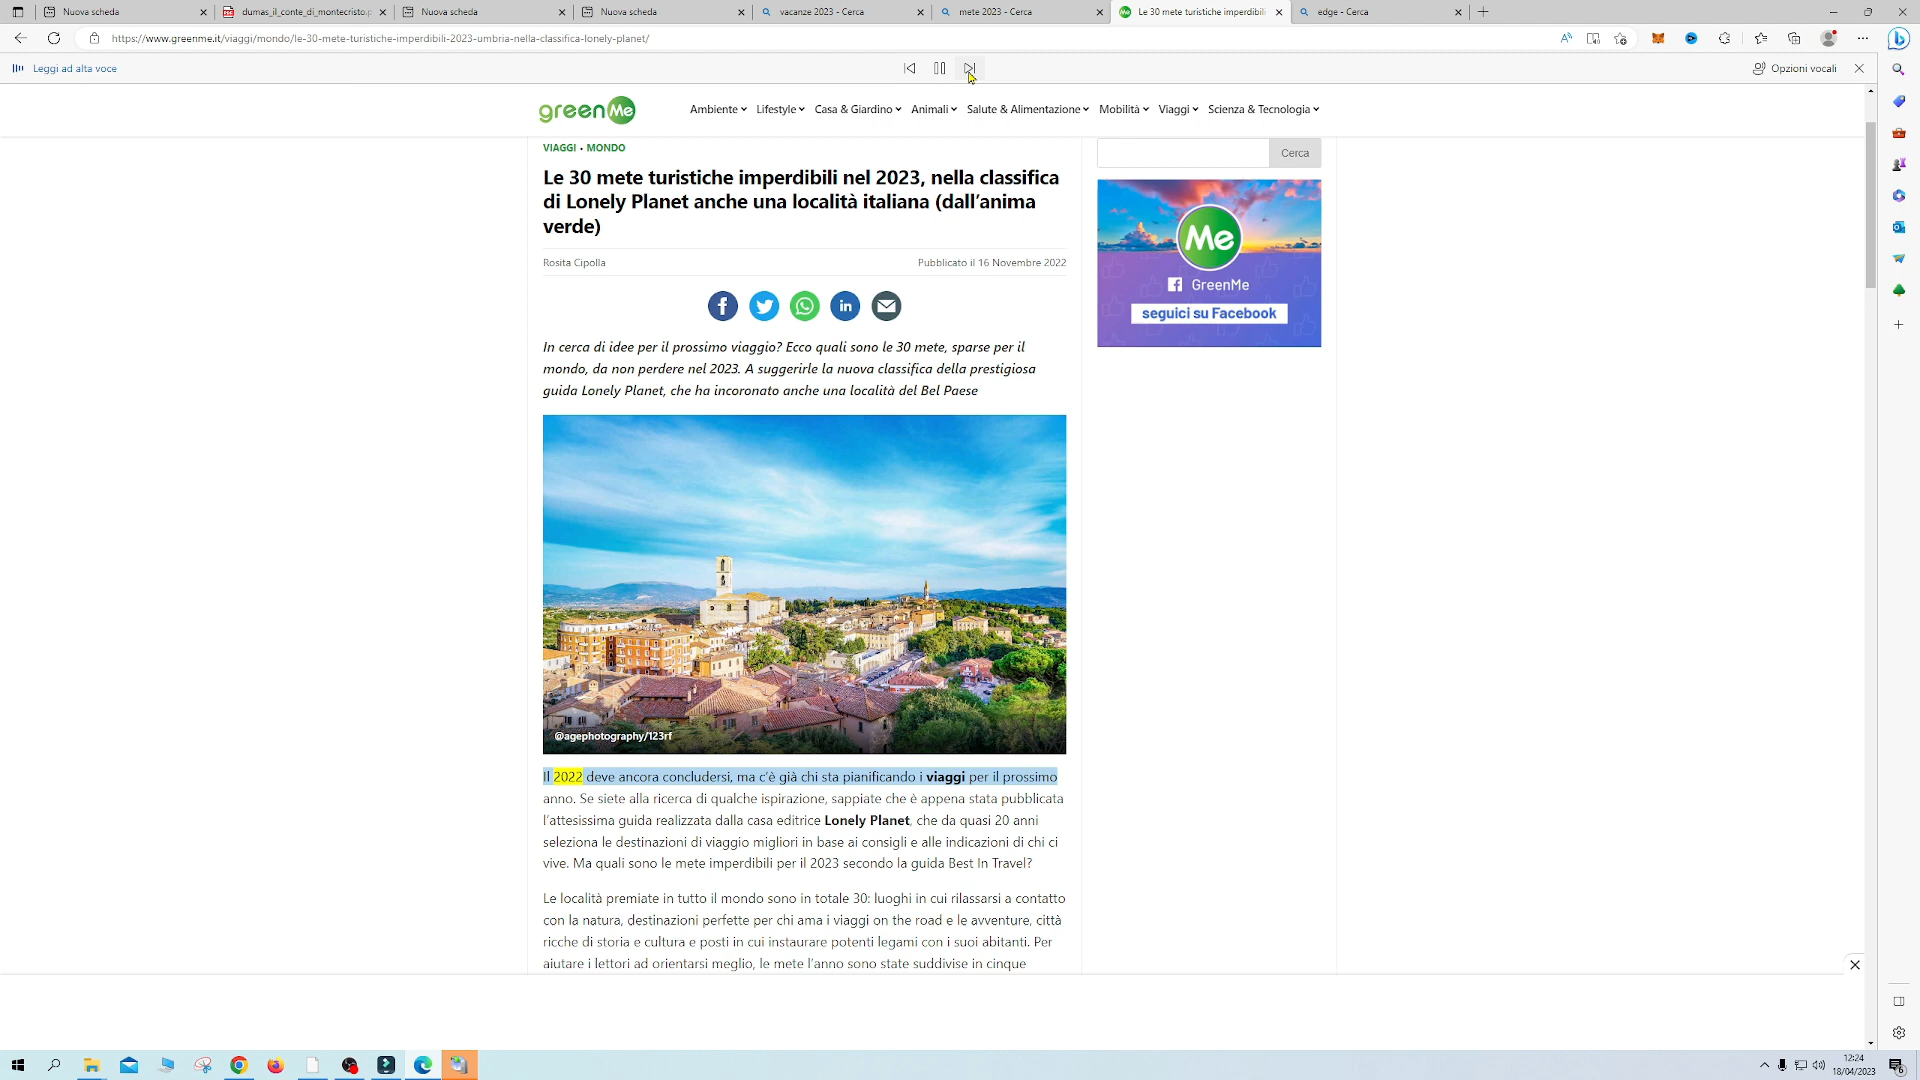 Nuova scheda
dumas_il_conte_di_montecristo.p
Nuova scheda
Nuova scheda
vacanze 2023 - Cerca
mete 2023 - Cerca
Le 30 mete turistiche imperdibili
edge - Cerca
https://www.greenme.it/viaggi/mondo/le-30-mete-turistiche-imperdibili-2023-umbria-nella-classifica-lonely-planet/
Leggi ad alta voce
Opzioni vocali
greenMe
Ambiente
Lifestyle
Casa & Giardino
Animali
Salute & Alimentazione
Mobilità
Viaggi
Scienza & Tecnologia
VIAGGI • MONDO
Cerca
Le 30 mete turistiche imperdibili nel 2023, nella classifica
di Lonely Planet anche una località italiana (dall'anima
verde)
Rosita Cipolla
Pubblicato il 16 Novembre 2022
Me
GreenMe
seguici su Facebook
In cerca di idee per il prossimo viaggio? Ecco quali sono le 30 mete, sparse per il
mondo, da non perdere nel 2023. A suggerirle la nuova classifica della prestigiosa
guida Lonely Planet, che ha incoronato anche una località del Bel Paese
@agephotography/123rf
Il 2022 deve ancora concludersi, ma c'è già chi sta pianificando i viaggi per il prossimo
anno. Se siete alla ricerca di qualche ispirazione, sappiate che è appena stata pubblicata
l'attesissima guida realizzata dalla casa editrice Lonely Planet, che da quasi 20 anni
seleziona le destinazioni di viaggio migliori in base ai consigli e alle indicazioni di chi ci
vive. Ma quali sono le mete imperdibili per il 2023 secondo la guida Best In Travel?
Le località premiate in tutto il mondo sono in totale 30: luoghi in cui rilassarsi a contatto
con la natura, destinazioni perfette per chi ama i viaggi on the road e le avventure, città
ricche di storia e cultura e posti in cui instaurare potenti legami con i suoi abitanti. Per
aiutare i lettori ad orientarsi meglio, le mete l'anno sono state suddivise in cinque
12:24
18/04/2023